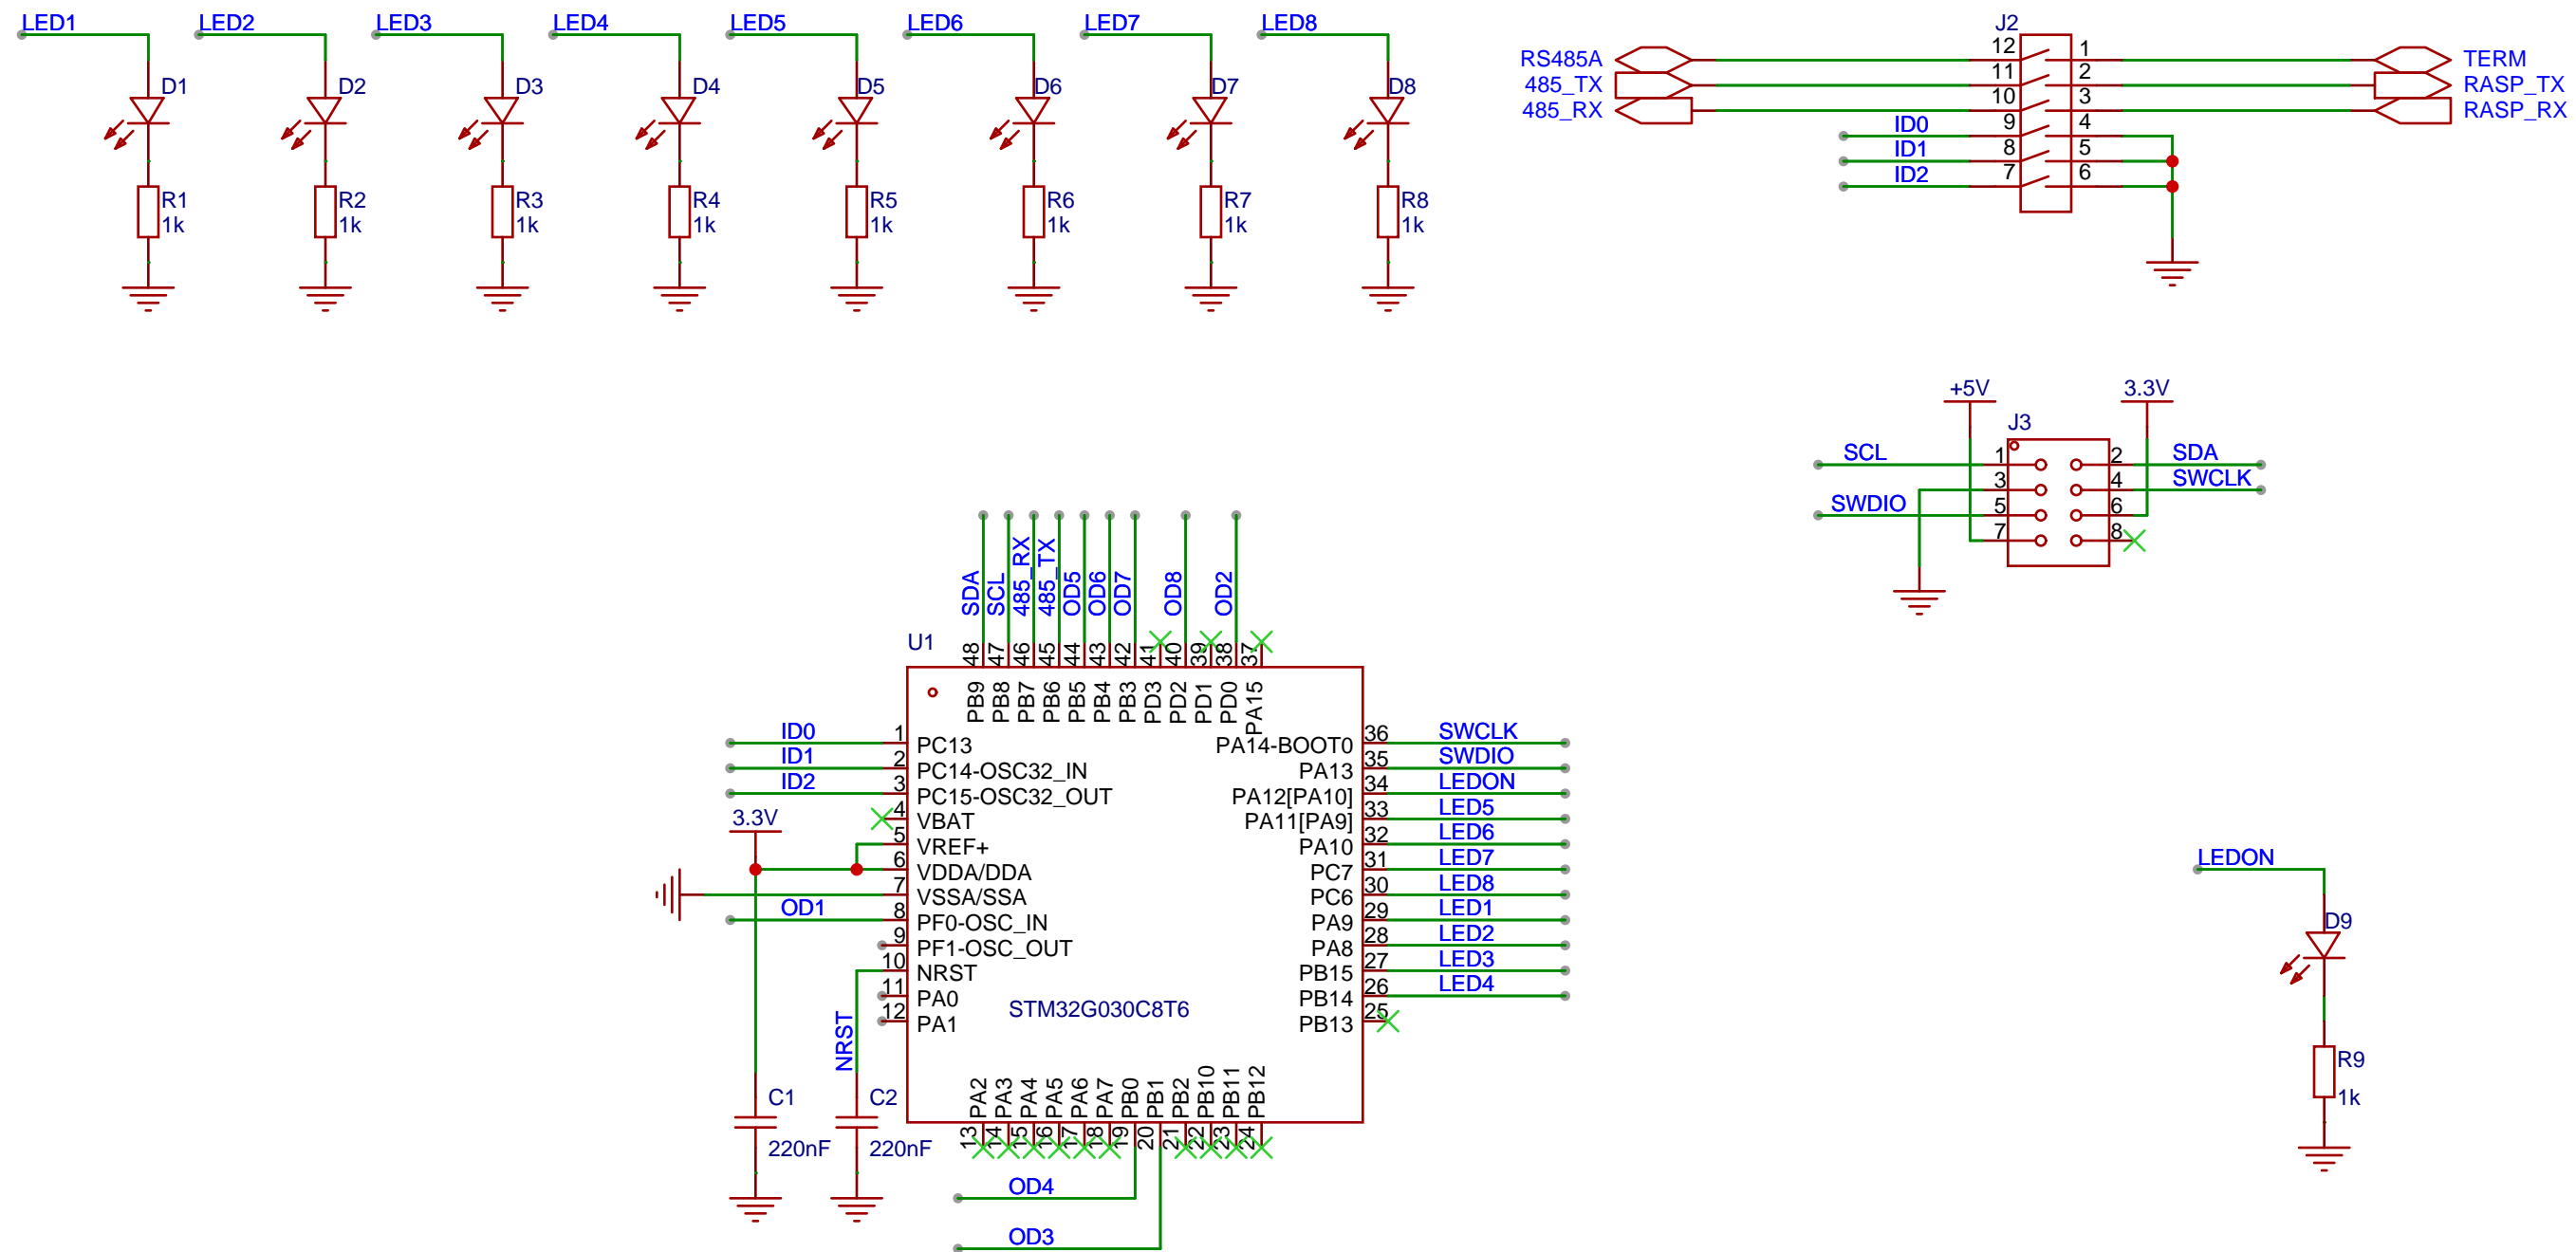 LED1 LED2 LED3 LED4 LED5 LED6 LED7 LED8
D1 D2 D3 D4 D5 D6 D7 D8
R1 R2 R3 R4 R5 R6 R7 R8
1k 1k 1k 1k 1k 1k 1k 1k
J2
RS485A 12 1 TERM
485_TX 11 2 RASP_TX
485_RX 10 3 RASP_RX
ID0 9 4
ID1 8 5
ID2 7 6
+5V 3.3V
J3
SCL 1 2 SDA
3 4 SWCLK
SWDIO 5 6
7 8
SDA SCL 485_RX 485_TX OD5 OD6 OD7 OD8 OD2
U1
48 47 46 45 44 43 42 41 40 39 38 37
PB9 PB8 PB7 PB6 PB5 PB4 PB3 PD3 PD2 PD1 PD0 PA15
ID0 1 PC13 PA14-BOOT0 36 SWCLK
ID1 2 PC14-OSC32_IN PA13 35 SWDIO
ID2 3 PC15-OSC32_OUT PA12[PA10] 34 LEDON
3.3V 4 VBAT PA11[PA9] 33 LED5
5 VREF+ PA10 32 LED6
6 VDDA/DDA PC7 31 LED7
7 VSSA/SSA PC6 30 LED8
OD1 8 PF0-OSC_IN PA9 29 LED1
9 PF1-OSC_OUT PA8 28 LED2
10 NRST PB15 27 LED3
11 PA0 PB14 26 LED4
12 PA1 PB13 25
STM32G030C8T6
NRST
PA2 PA3 PA4 PA5 PA6 PA7 PB0 PB1 PB2 PB10 PB11 PB12
13 14 15 16 17 18 19 20 21 22 23 24
C1 C2
220nF 220nF
OD4
OD3
LEDON
D9
R9
1k